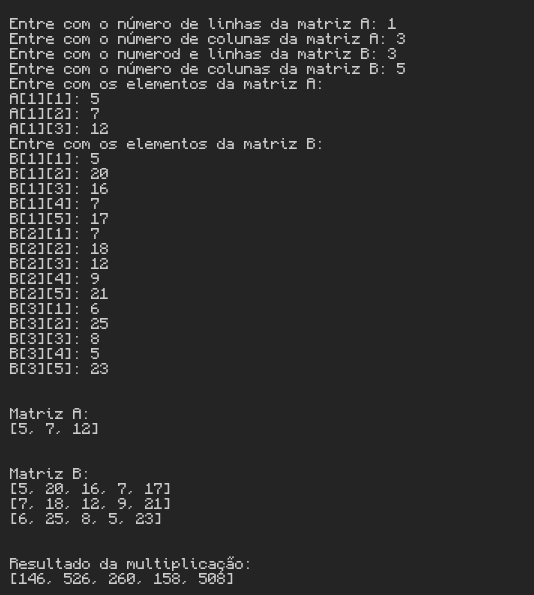 Entre com o número de linhas da matriz A: 1
Entre com o número de colunas da matriz A: 3
Entre com o numerod e linhas da matriz B: 3
Entre com o número de colunas da matriz B: 5
Entre com os elementos da matriz A:
A[1][1]: 5
A[1][2]: 7
A[1][3]: 12
Entre com os elementos da matriz B:
B[1][1]: 5
B[1][2]: 20
B[1][3]: 16
B[1][4]: 7
B[1][5]: 17
B[2][1]: 7
B[2][2]: 18
B[2][3]: 12
B[2][4]: 9
B[2][5]: 21
B[3][1]: 6
B[3][2]: 25
B[3][3]: 8
B[3][4]: 5
B[3][5]: 23
Matriz A:
[5, 7, 12]
Matriz B:
[5, 20, 16, 7, 17]
[7, 18, 12, 9, 21]
[6, 25, 8, 5, 23]
Resultado da multiplicação:
[146, 526, 260, 158, 508]